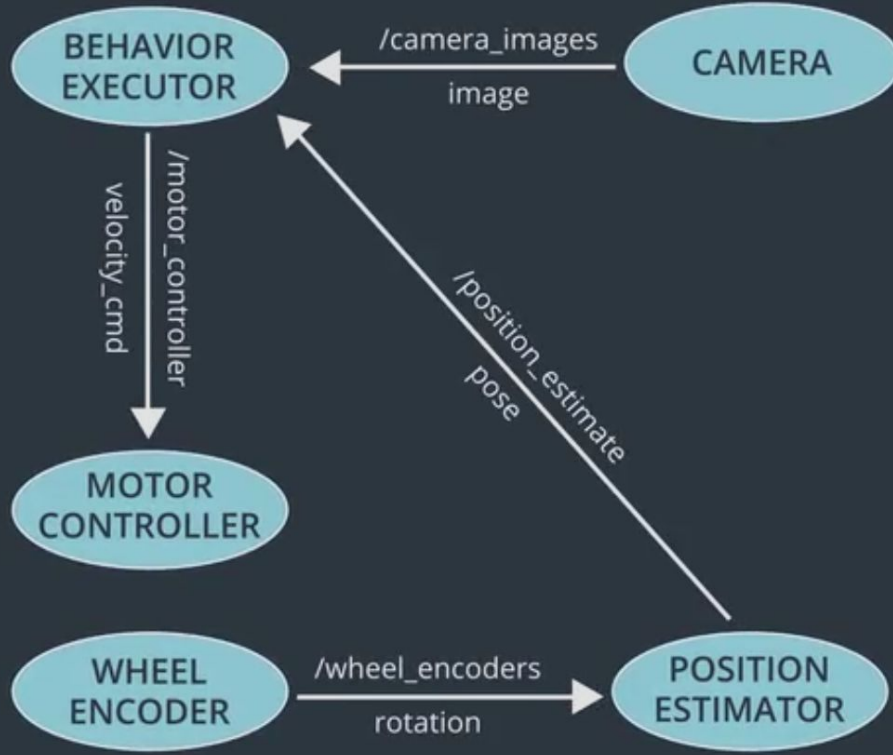 BEHAVIOR
EXECUTOR
/camera_images
image
CAMERA
/motor_controller
velocity_cmd
/position_estimate
pose
MOTOR
CONTROLLER
WHEEL
ENCODER
/wheel_encoders
rotation
POSITION
ESTIMATOR